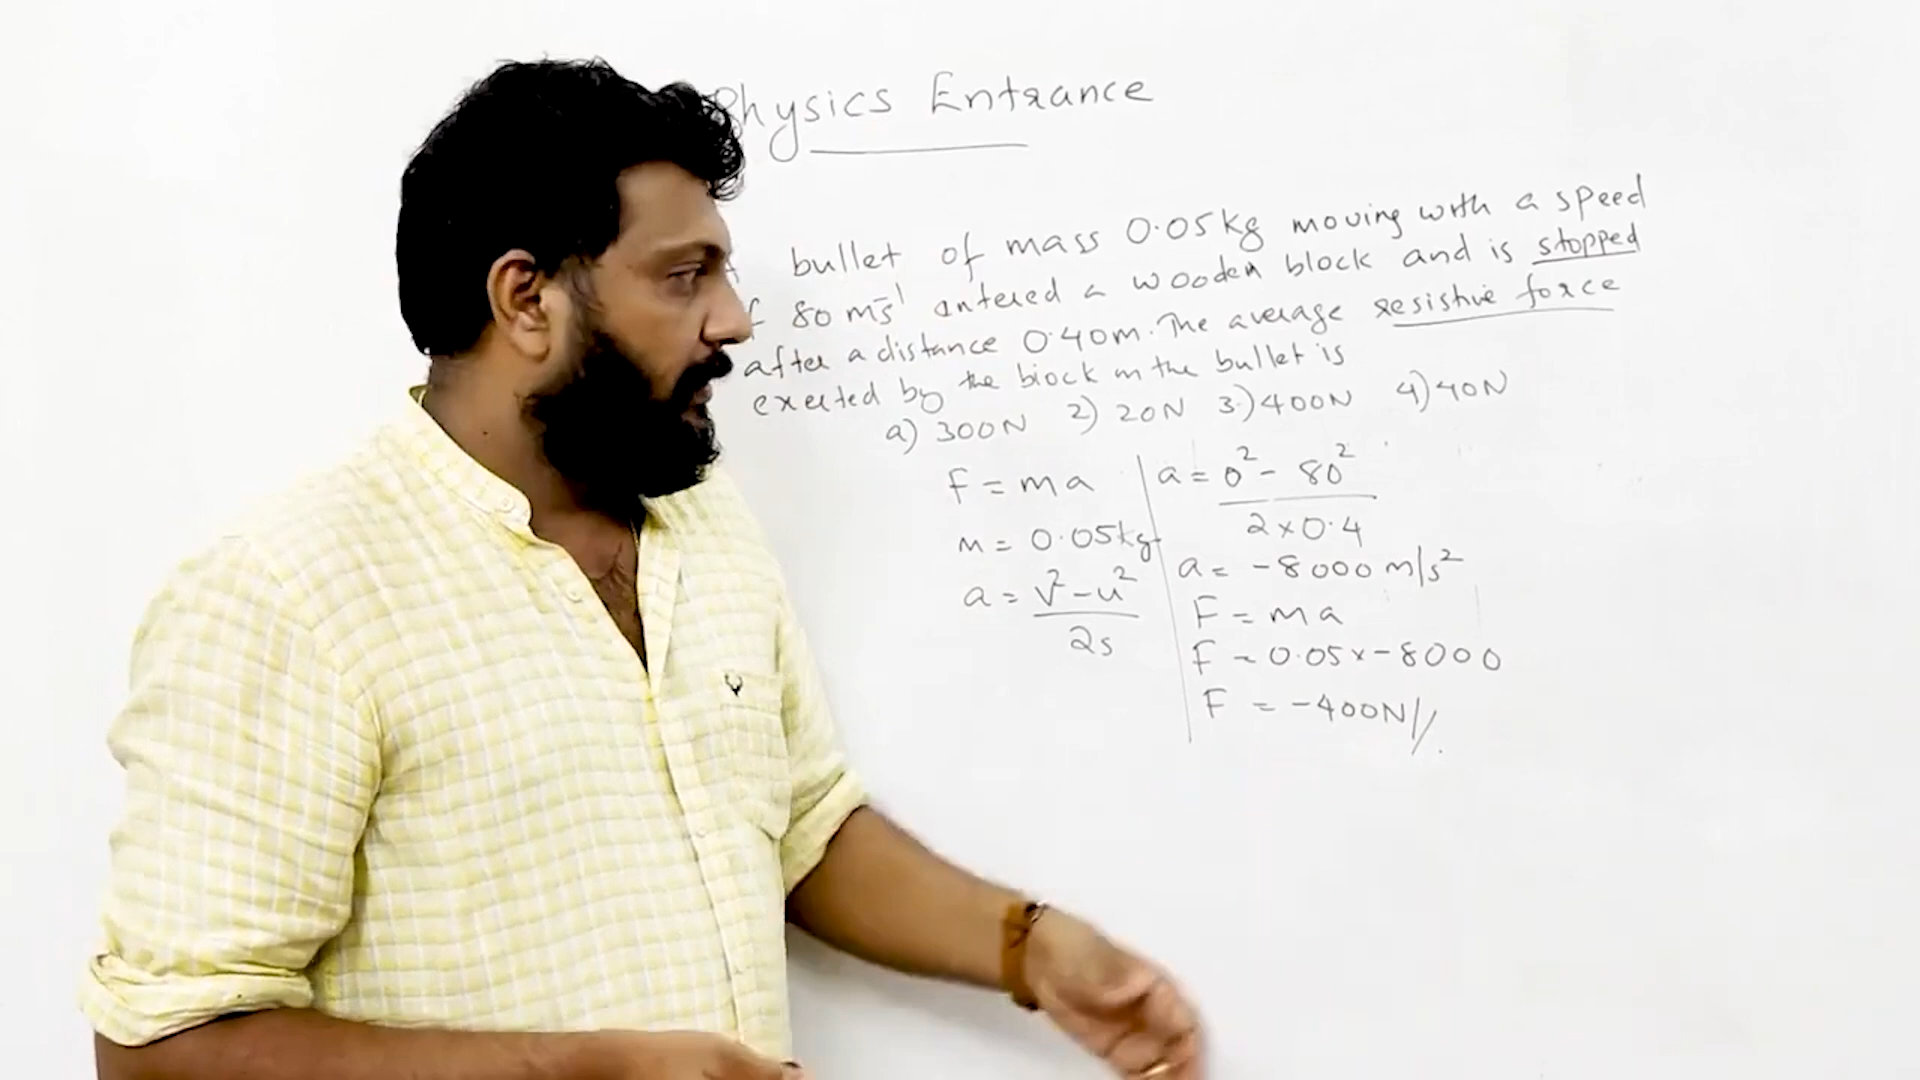 Physics Entrance
bullet of mass 0.05kg moving with a speed
80 ms⁻¹ entered a wooden block and is stopped
after a distance 0.40m. The average resistive force
exerted by the block on the bullet is
a) 300N 2) 20N 3) 400N 4) 40N
F = ma
m = 0.05kg
a = v² - u²
2s
a = 0² - 80²
2 x 0.4
a = -8000 m/s²
F = ma
F = 0.05 x -8000
F = -400N//.